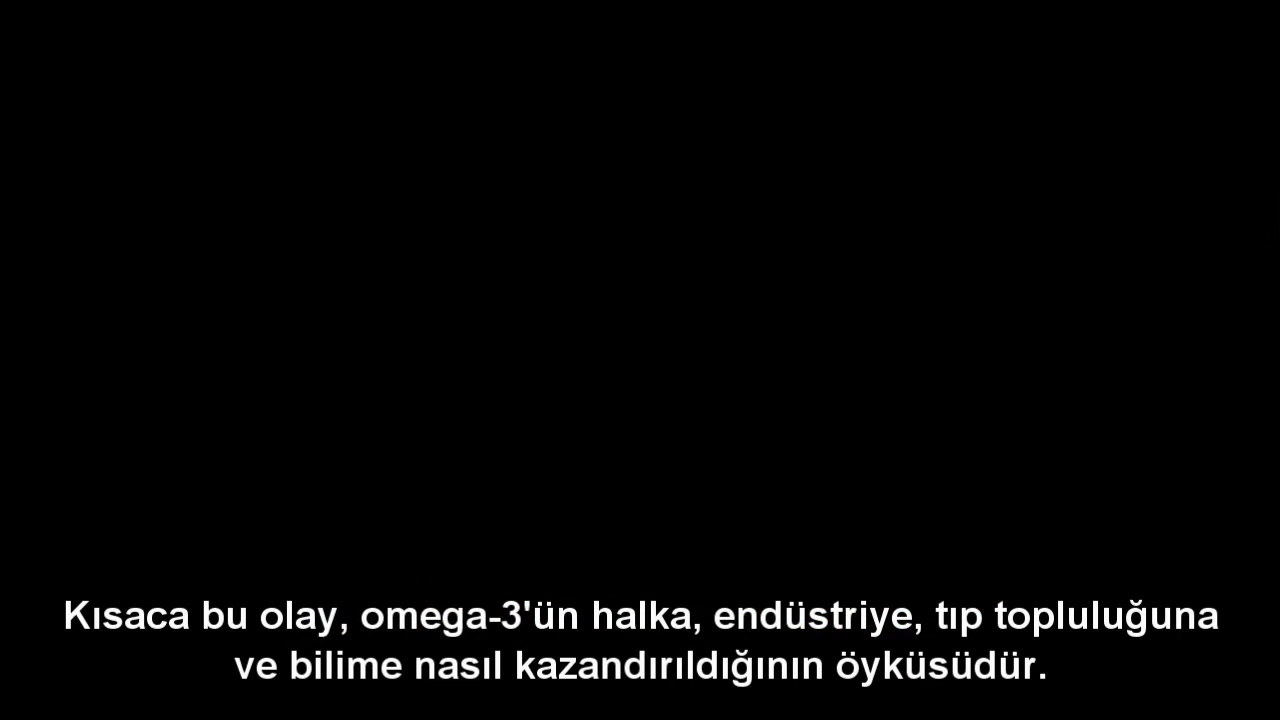 Kısaca bu olay, omega-3'ün halka, endüstriye, tıp topluluğuna
ve bilime nasıl kazandırıldığının öyküsüdür.